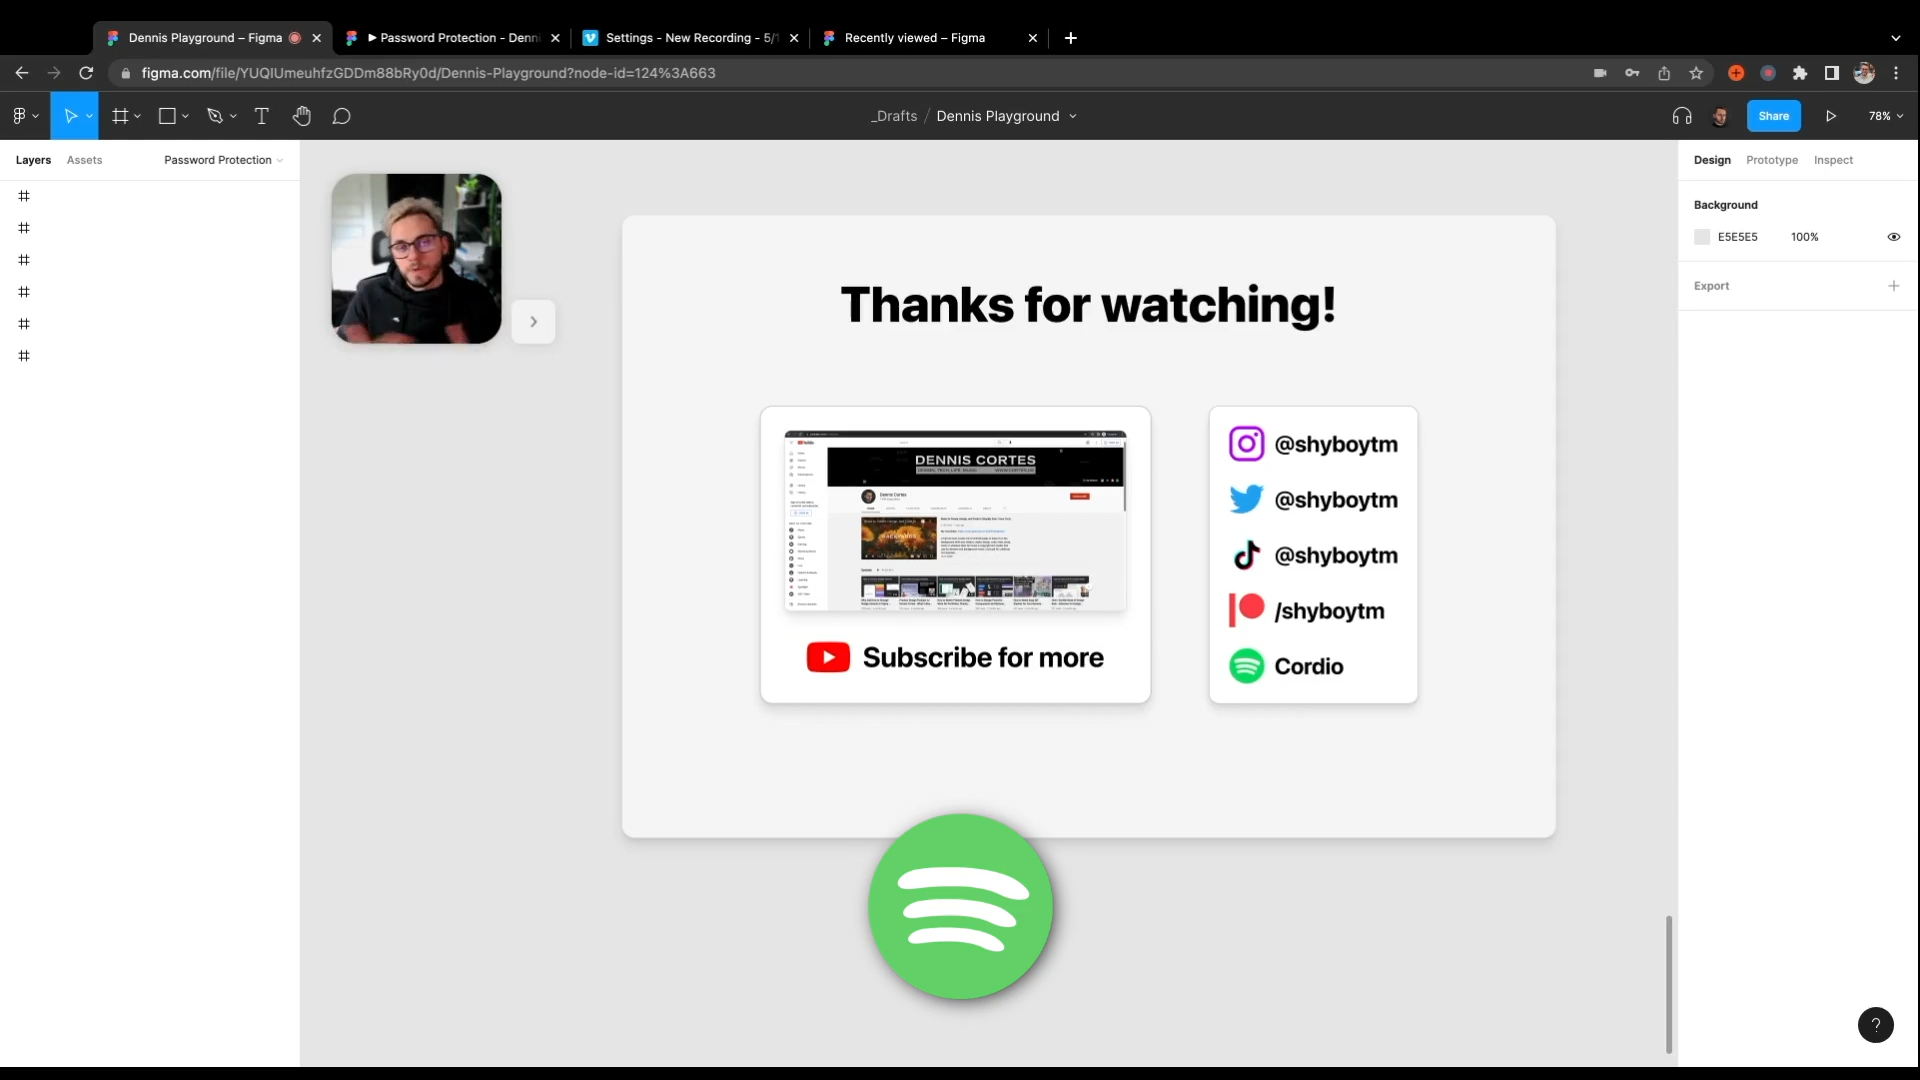 Dennis Playground – Figma
Password Protection - Denni
Settings - New Recording - 5/1
Recently viewed – Figma
figma.com/file/YUQIUmeuhfzGDDm88bRy0d/Dennis-Playground?node-id=124%3A663
_Drafts / Dennis Playground
Share
78%
Layers
Assets
Password Protection
Design
Prototype
Inspect
Background
E5E5E5
100%
Export
Thanks for watching!
DENNIS CORTES
Subscribe for more
@shyboytm
@shyboytm
@shyboytm
/shyboytm
Cordio
?